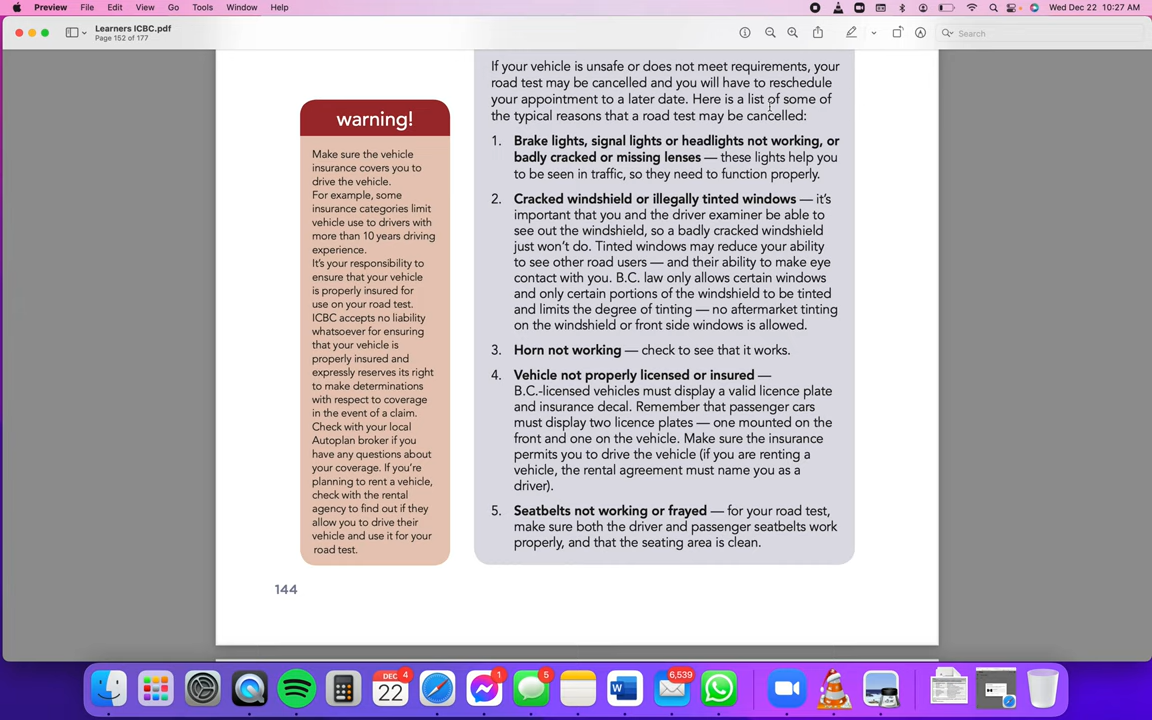 Preview File Edit View Go Tools Window Help Wed Dec 22 10:27 AM
Learners ICBC.pdf
Page 152 of 177
Search
If your vehicle is unsafe or does not meet requirements, your
road test may be cancelled and you will have to reschedule
your appointment to a later date. Here is a list of some of
the typical reasons that a road test may be cancelled:
1. Brake lights, signal lights or headlights not working, or
badly cracked or missing lenses — these lights help you
to be seen in traffic, so they need to function properly.
2. Cracked windshield or illegally tinted windows — it's
important that you and the driver examiner be able to
see out the windshield, so a badly cracked windshield
just won't do. Tinted windows may reduce your ability
to see other road users — and their ability to make eye
contact with you. B.C. law only allows certain windows
and only certain portions of the windshield to be tinted
and limits the degree of tinting — no aftermarket tinting
on the windshield or front side windows is allowed.
3. Horn not working — check to see that it works.
4. Vehicle not properly licensed or insured —
B.C.-licensed vehicles must display a valid licence plate
and insurance decal. Remember that passenger cars
must display two licence plates — one mounted on the
front and one on the vehicle. Make sure the insurance
permits you to drive the vehicle (if you are renting a
vehicle, the rental agreement must name you as a
driver).
5. Seatbelts not working or frayed — for your road test,
make sure both the driver and passenger seatbelts work
properly, and that the seating area is clean.
warning!
Make sure the vehicle
insurance covers you to
drive the vehicle.
For example, some
insurance categories limit
vehicle use to drivers with
more than 10 years driving
experience.
It's your responsibility to
ensure that your vehicle
is properly insured for
use on your road test.
ICBC accepts no liability
whatsoever for ensuring
that your vehicle is
properly insured and
expressly reserves its right
to make determinations
with respect to coverage
in the event of a claim.
Check with your local
Autoplan broker if you
have any questions about
your coverage. If you're
planning to rent a vehicle,
check with the rental
agency to find out if they
allow you to drive their
vehicle and use it for your
road test.
144
DEC
22
4
1
5
6,539